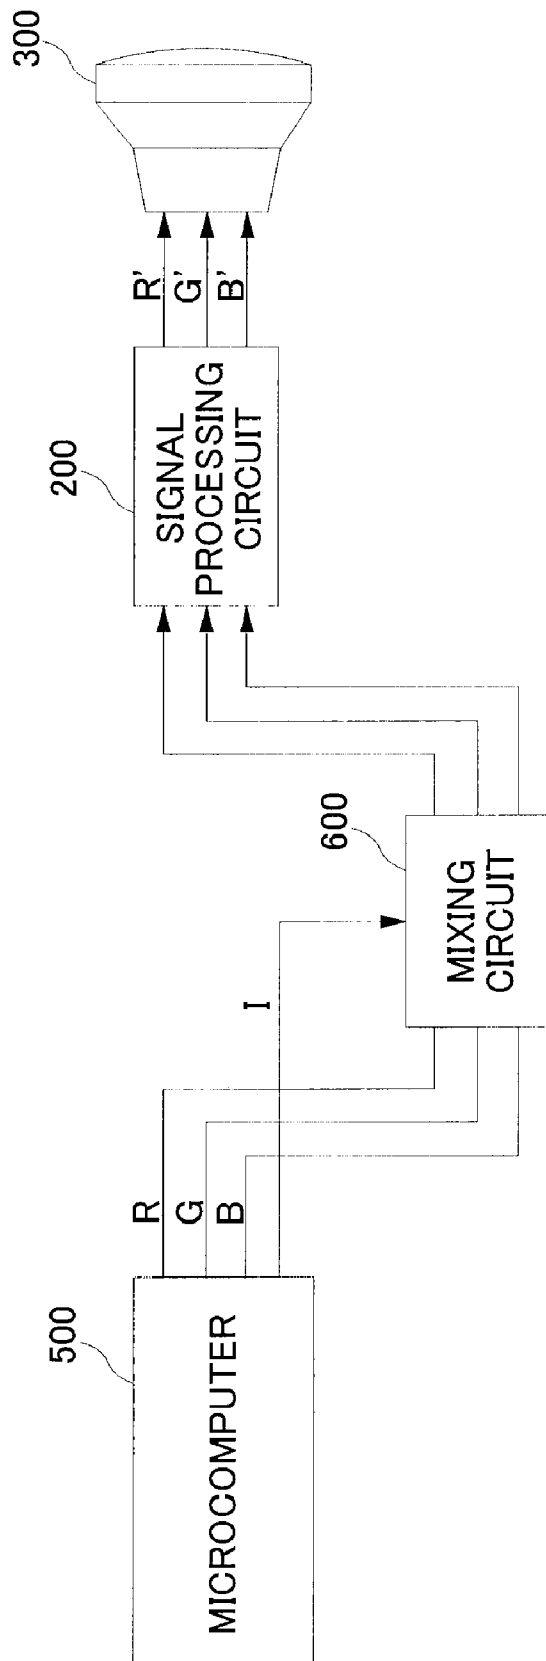 500
MICROCOMPUTER
R
G
B
I
600
MIXING
CIRCUIT
200
SIGNAL
PROCESSING
CIRCUIT
R'
G'
B'
300